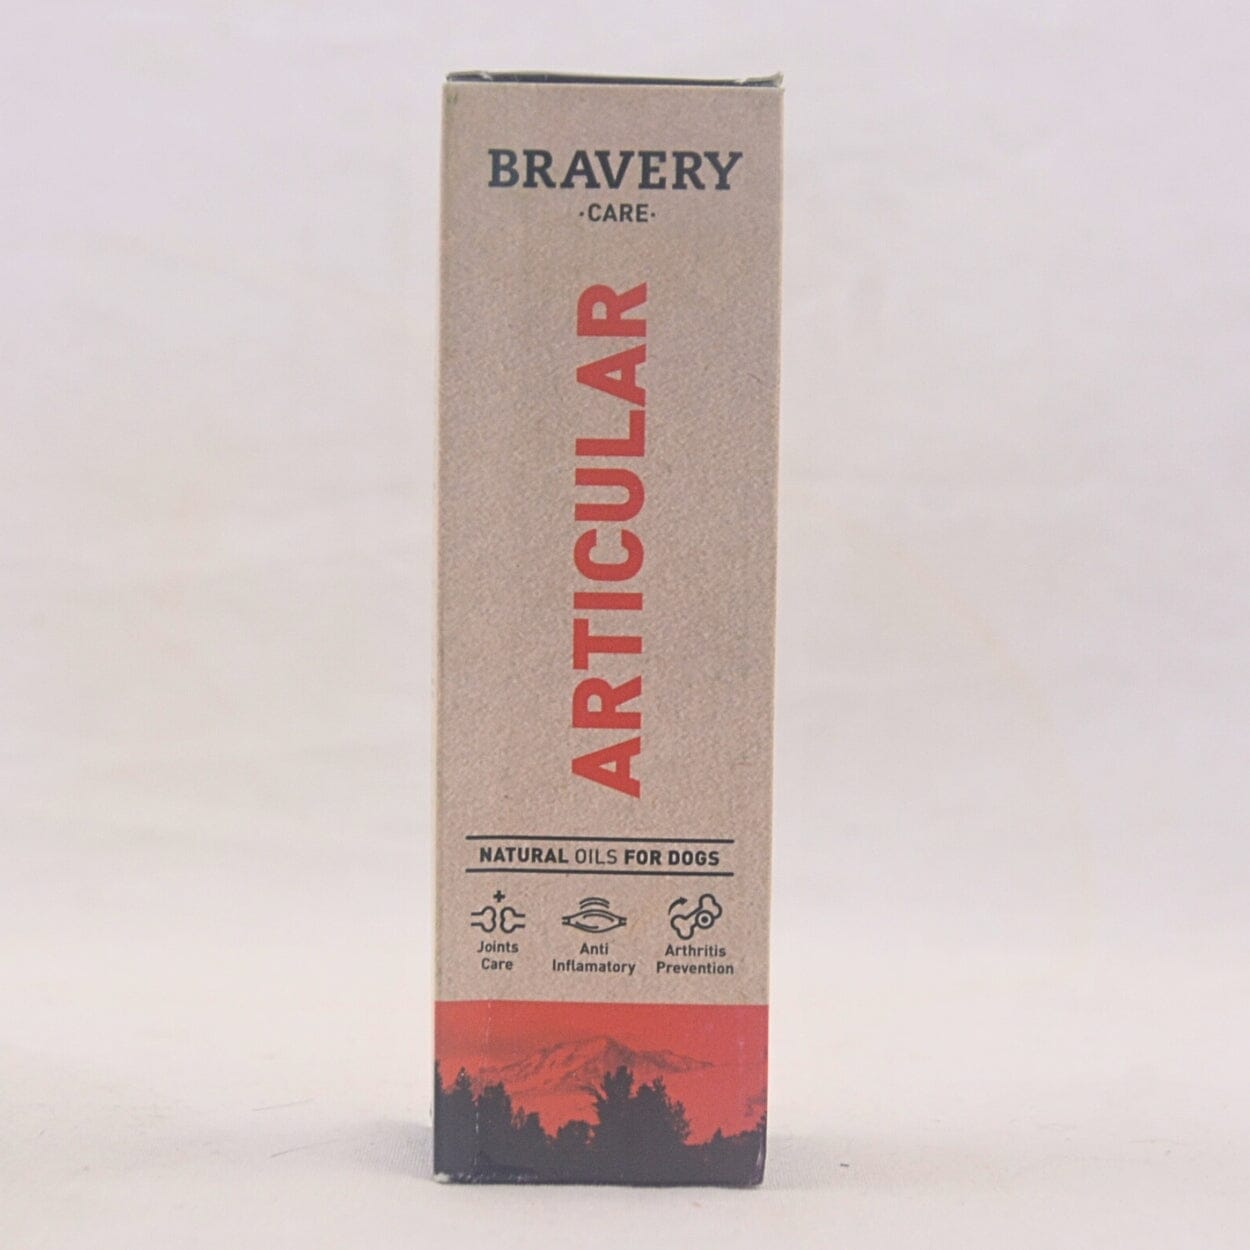 BRAVERY
·CARE·
ARTICULAR
NATURAL OILS FOR DOGS
Joints
Care
Anti
Inflamatory
Arthritis
Prevention